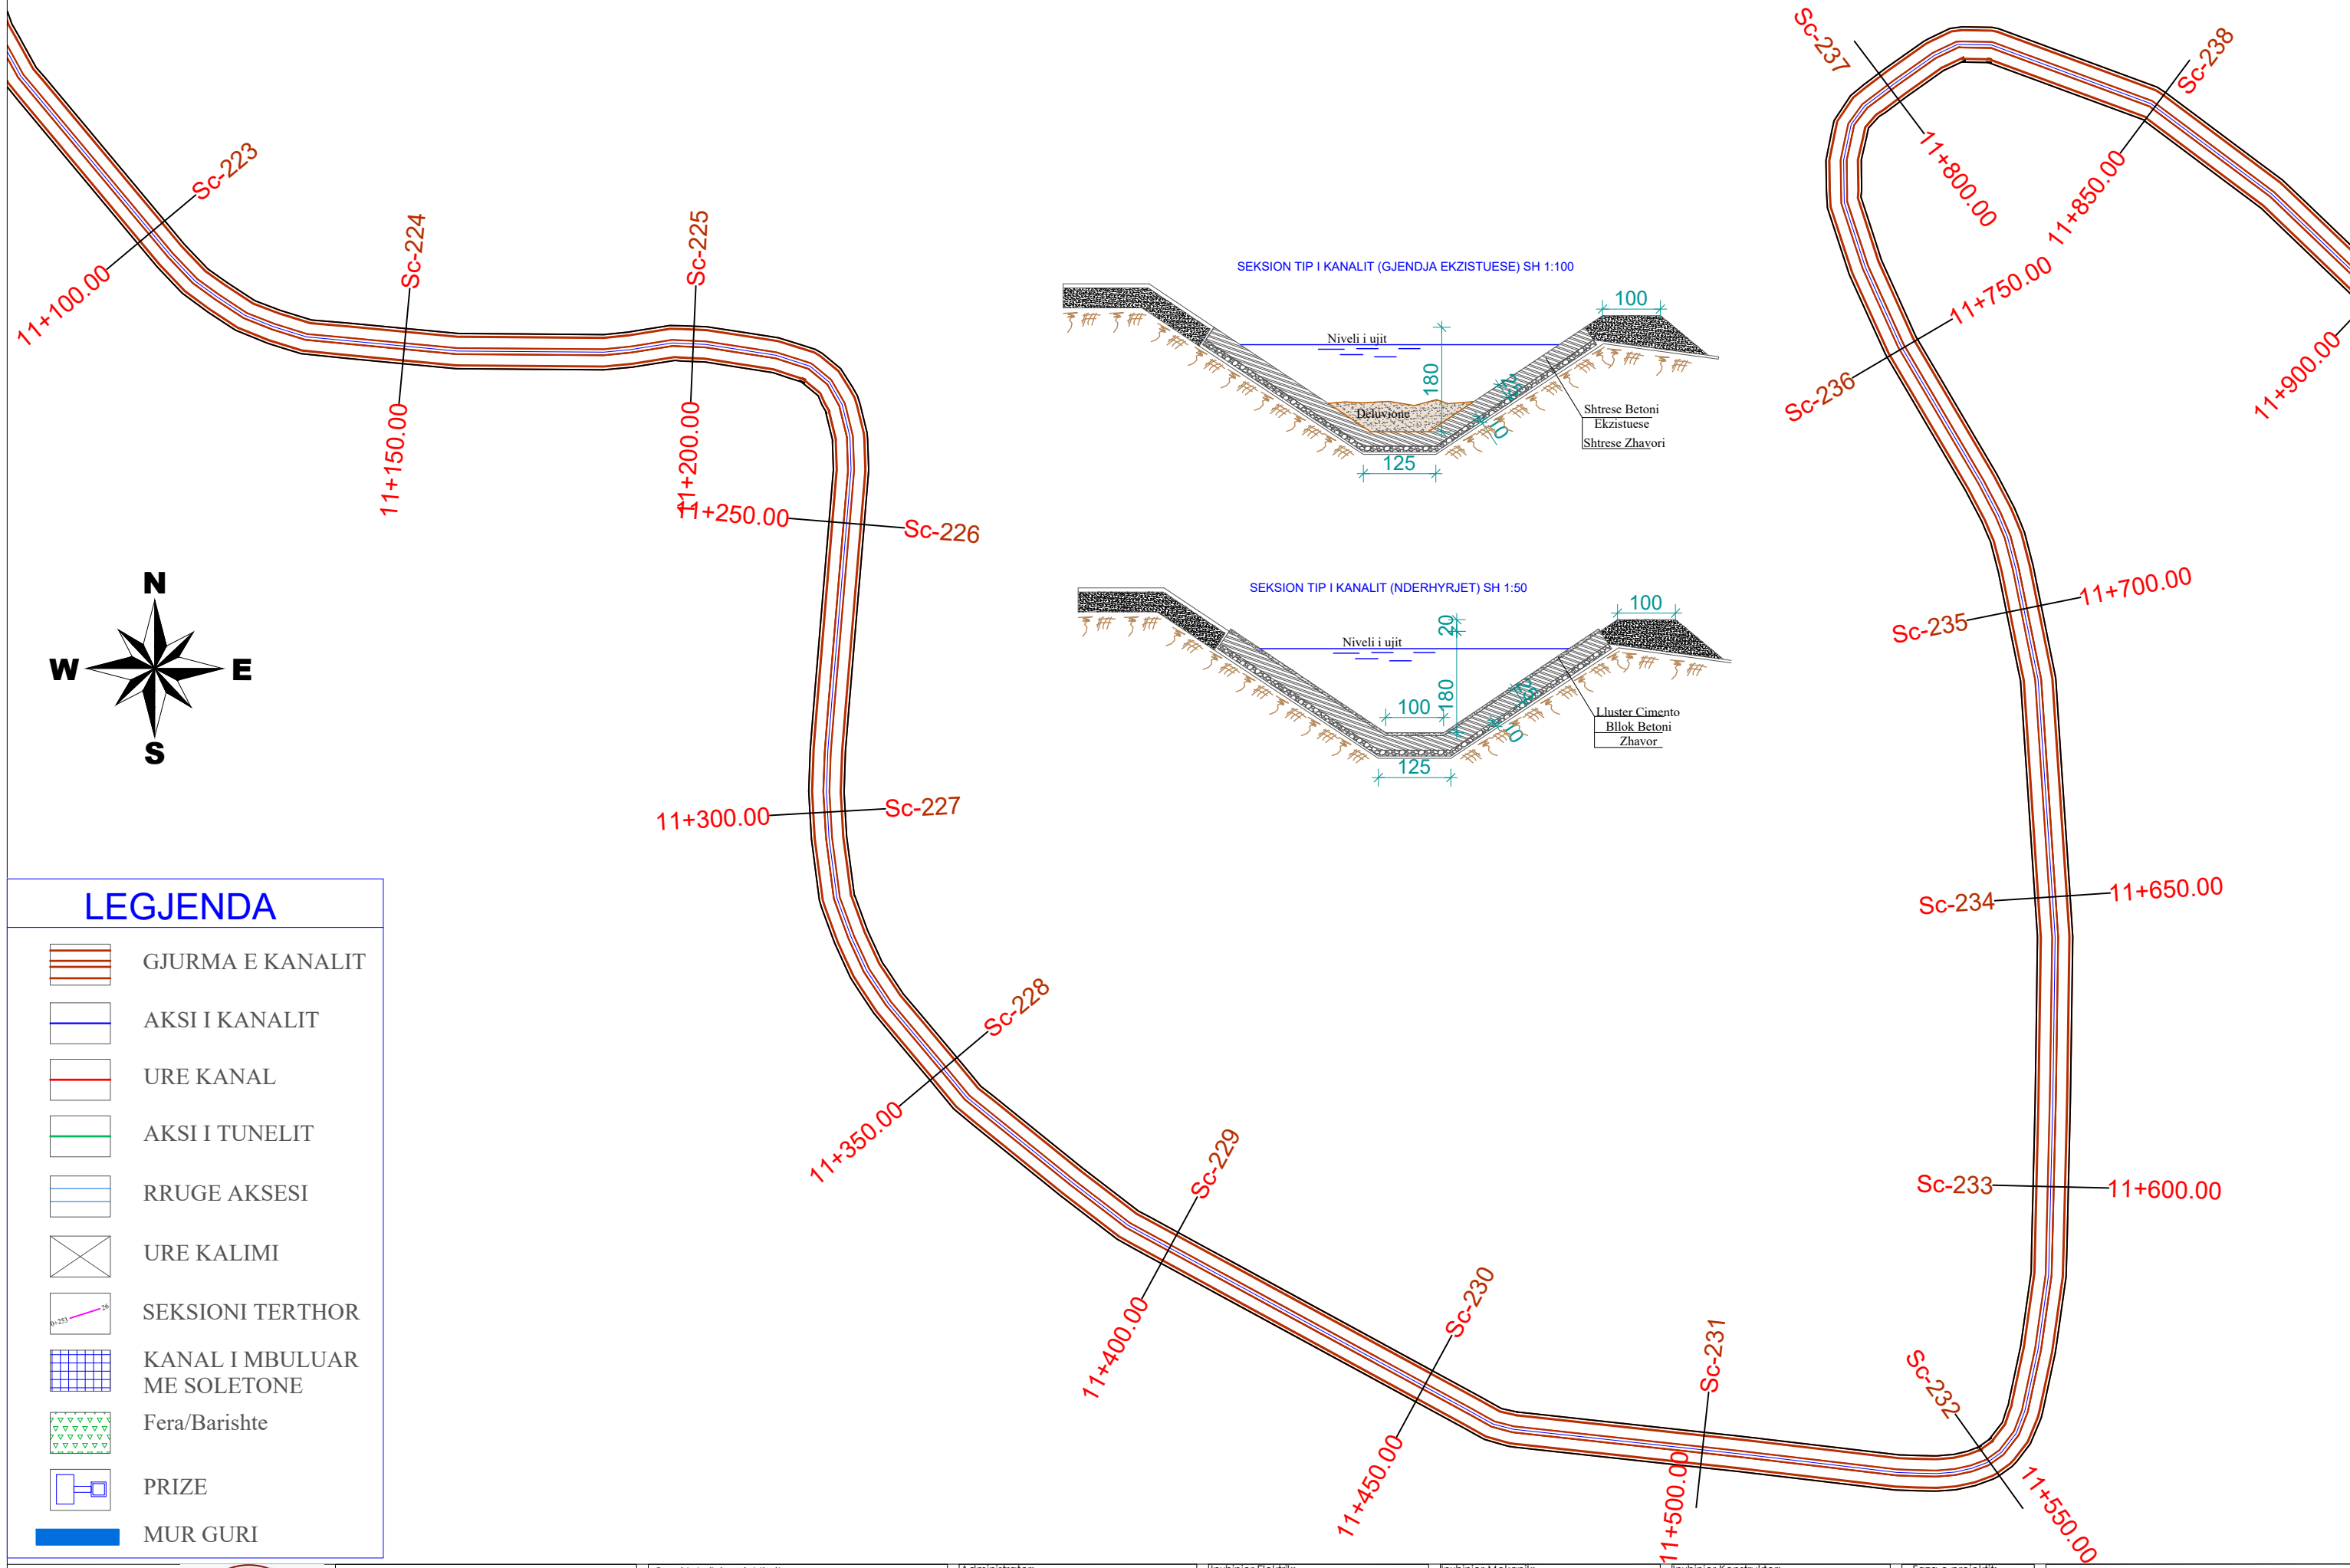 Sc-223
11+100.00
Sc-224
11+150.00
Sc-225
11+200.00
11+250.00
Sc-226
11+300.00
Sc-227
Sc-228
11+350.00
Sc-229
11+400.00
Sc-230
11+450.00
Sc-231
11+500.00
Sc-232
11+550.00
Sc-233
11+600.00
Sc-234
11+650.00
Sc-235
11+700.00
Sc-236
11+750.00
Sc-237
11+800.00
Sc-238
11+850.00
11+900.00
SEKSION TIP I KANALIT (GJENDJA EKZISTUESE) SH 1:100
100
Niveli i ujit
180
Deluvione
10
125
Shtrese Betoni
Ekzistuese
Shtrese Zhavori
SEKSION TIP I KANALIT (NDERHYRJET) SH 1:50
100
20
Niveli i ujit
180
100
10
125
Lluster Cimento
Bllok Betoni
Zhavor
N
W E
S
LEGJENDA
GJURMA E KANALIT
AKSI I KANALIT
URE KANAL
AKSI I TUNELIT
RRUGE AKSESI
URE KALIMI
0+253 26
SEKSIONI TERTHOR
KANAL I MBULUAR
ME SOLETONE
Fera/Barishte
PRIZE
MUR GURI